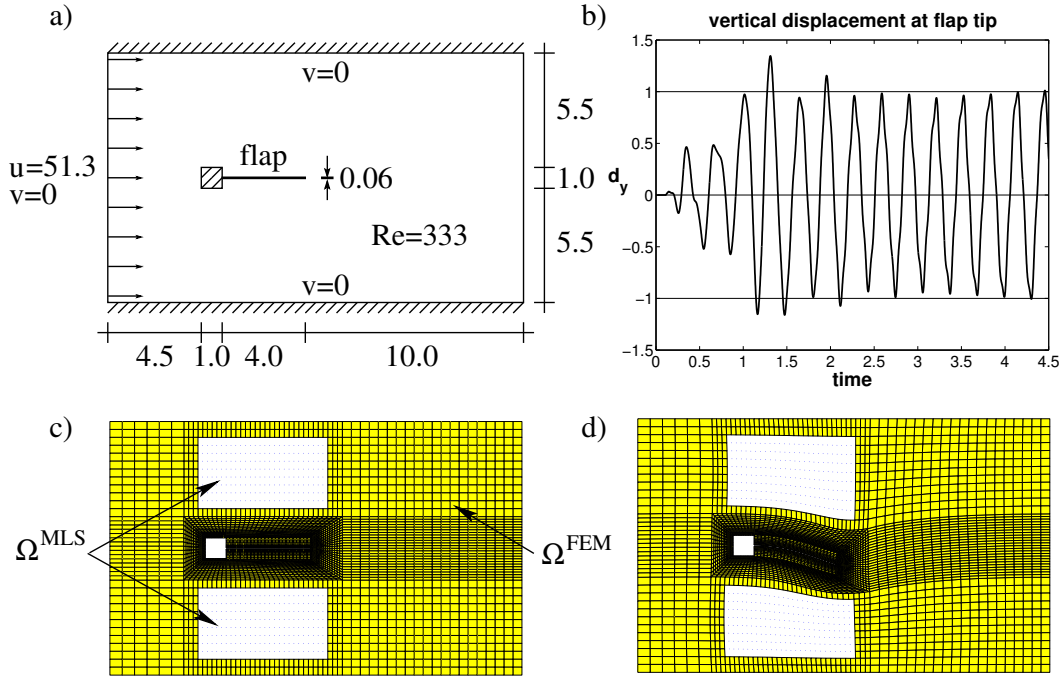 a)
v=0
5.5
u=51.3
v=0
flap
0.06
1.0
Re=333
5.5
v=0
4.5
1.0
4.0
10.0
b)
vertical displacement at flap tip
1.5
1
0.5
0
−0.5
−1
−1.5
d_y
0
0.5
1
1.5
2
2.5
3
3.5
4
4.5
time
c)
Ω^MLS
d)
Ω^FEM